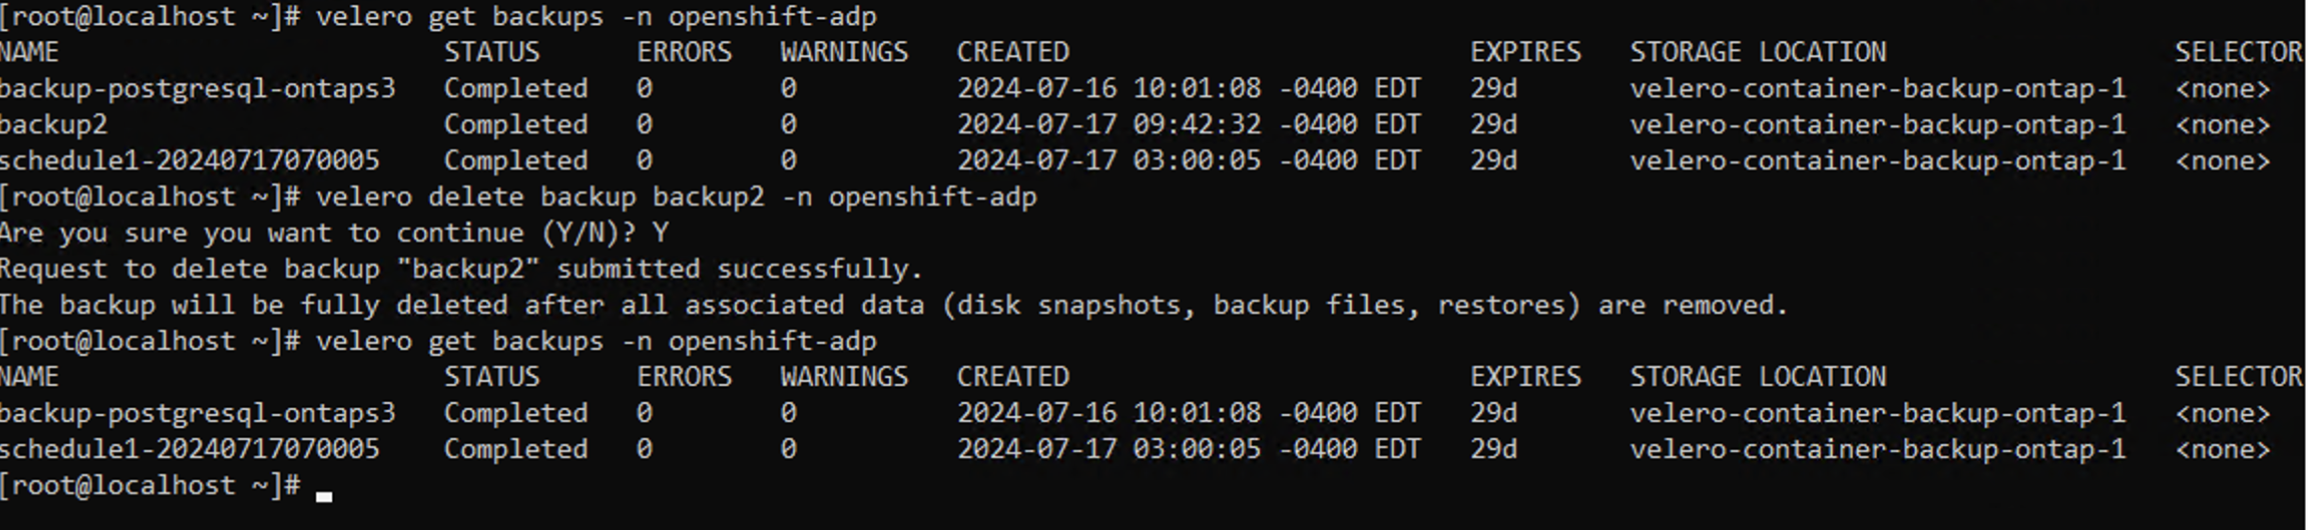 [root@localhost ~]# velero get backups -n openshift-adp
NAME STATUS ERRORS WARNINGS CREATED EXPIRES STORAGE LOCATION SELECTOR
backup-postgresql-ontaps3 Completed 0 0 2024-07-16 10:01:08 -0400 EDT 29d velero-container-backup-ontap-1 <none>
backup2 Completed 0 0 2024-07-17 09:42:32 -0400 EDT 29d velero-container-backup-ontap-1 <none>
schedule1-20240717070005 Completed 0 0 2024-07-17 03:00:05 -0400 EDT 29d velero-container-backup-ontap-1 <none>
[root@localhost ~]# velero delete backup backup2 -n openshift-adp
Are you sure you want to continue (Y/N)? Y
Request to delete backup "backup2" submitted successfully.
The backup will be fully deleted after all associated data (disk snapshots, backup files, restores) are removed.
[root@localhost ~]# velero get backups -n openshift-adp
NAME STATUS ERRORS WARNINGS CREATED EXPIRES STORAGE LOCATION SELECTOR
backup-postgresql-ontaps3 Completed 0 0 2024-07-16 10:01:08 -0400 EDT 29d velero-container-backup-ontap-1 <none>
schedule1-20240717070005 Completed 0 0 2024-07-17 03:00:05 -0400 EDT 29d velero-container-backup-ontap-1 <none>
[root@localhost ~]#